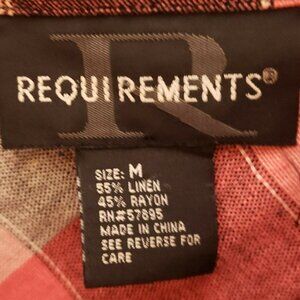 R
REQUIREMENTS®
SIZE: M
55% LINEN
45% RAYON
RN#57895
MADE IN CHINA
SEE REVERSE FOR
CARE